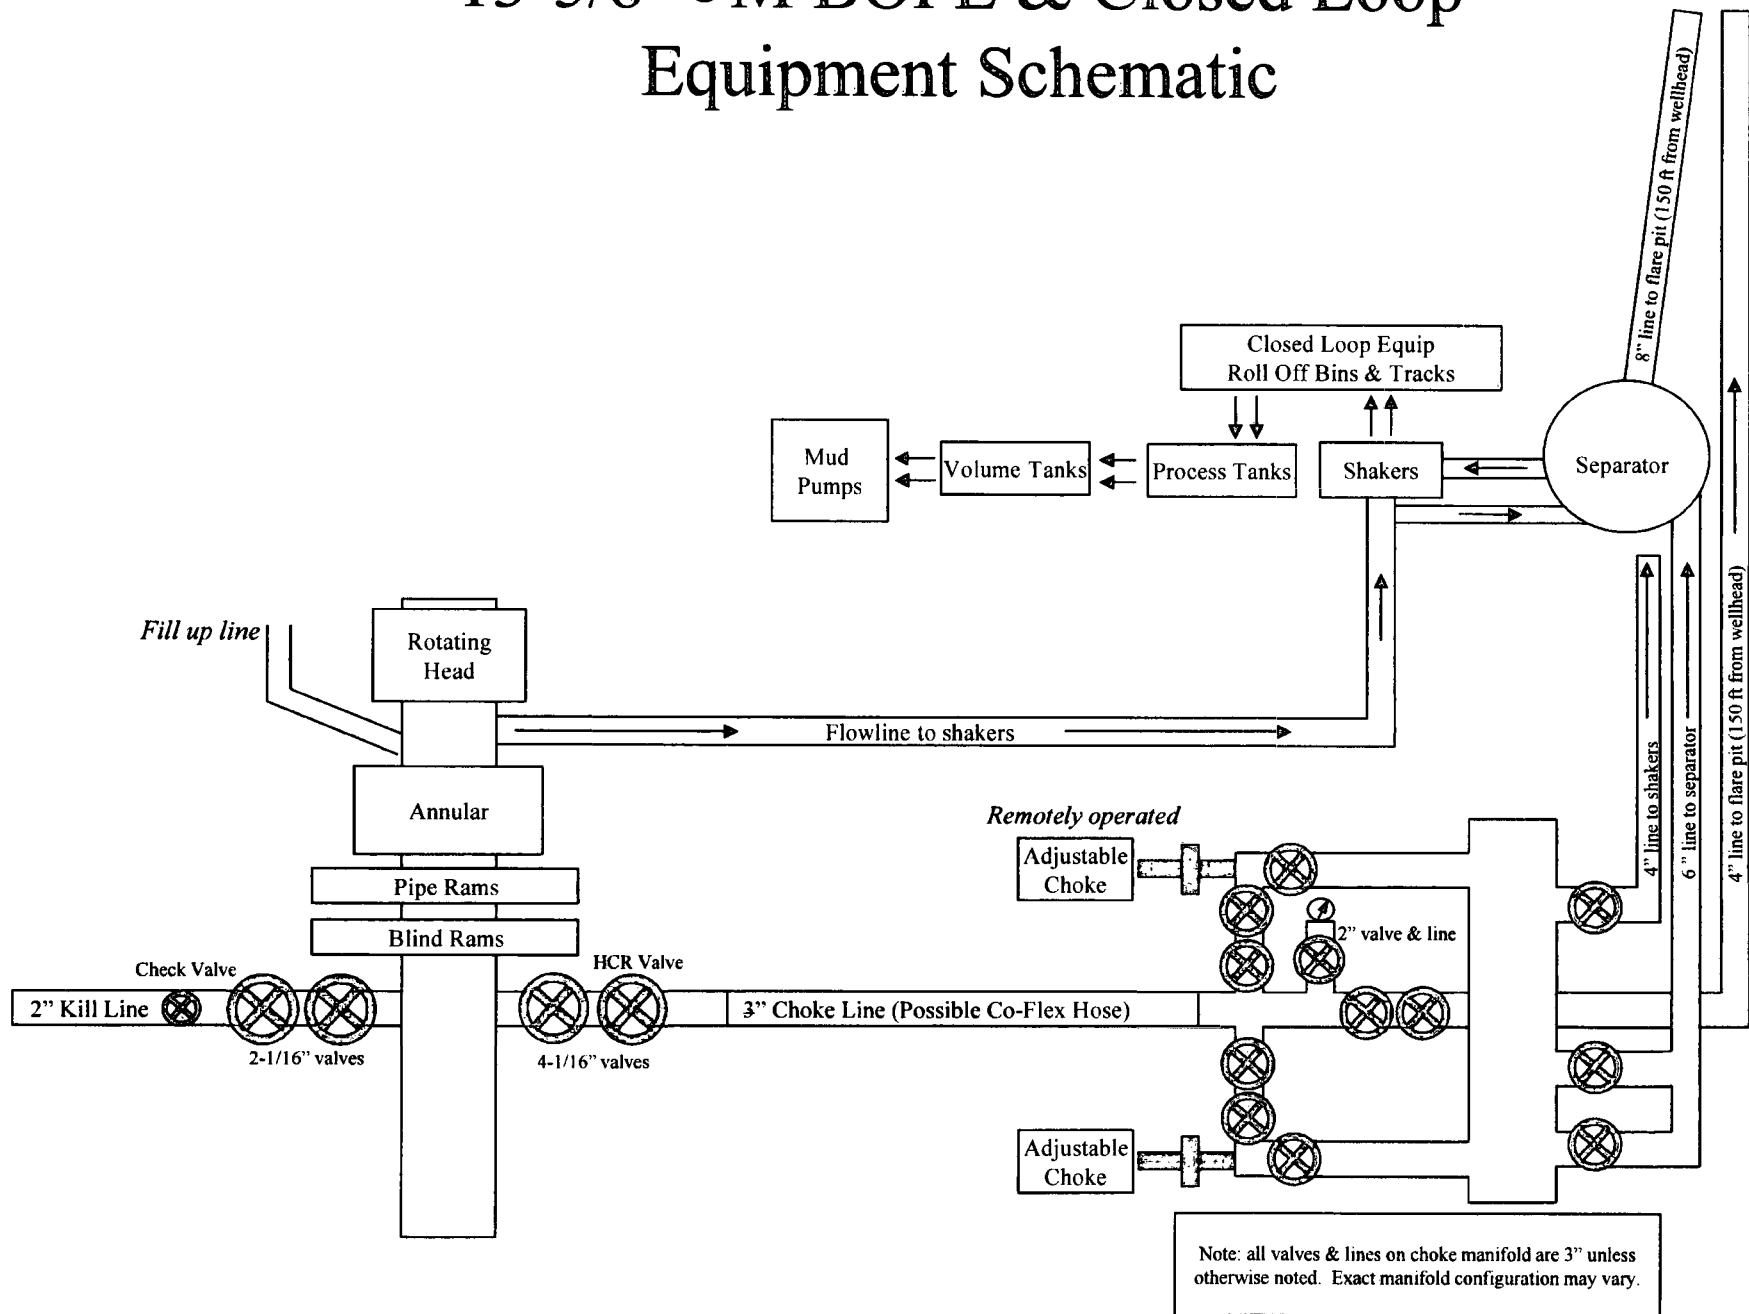 BOPE & Closed Loop
Equipment Schematic
8” line to flare pit (150 ft from wellhead)
Closed Loop Equip
Roll Off Bins & Tracks
Mud
Pumps
Volume Tanks
Process Tanks
Shakers
Separator
Fill up line
Rotating
Head
Flowline to shakers
Annular
Pipe Rams
Blind Rams
Remotely operated
Adjustable
Choke
4” line to shakers
6 ” line to separator
4” line to flare pit (150 ft from wellhead)
2” valve & line
Check Valve
HCR Valve
2” Kill Line
3” Choke Line (Possible Co-Flex Hose)
2-1/16” valves
4-1/16” valves
Adjustable
Choke
Note: all valves & lines on choke manifold are 3” unless
otherwise noted. Exact manifold configuration may vary.